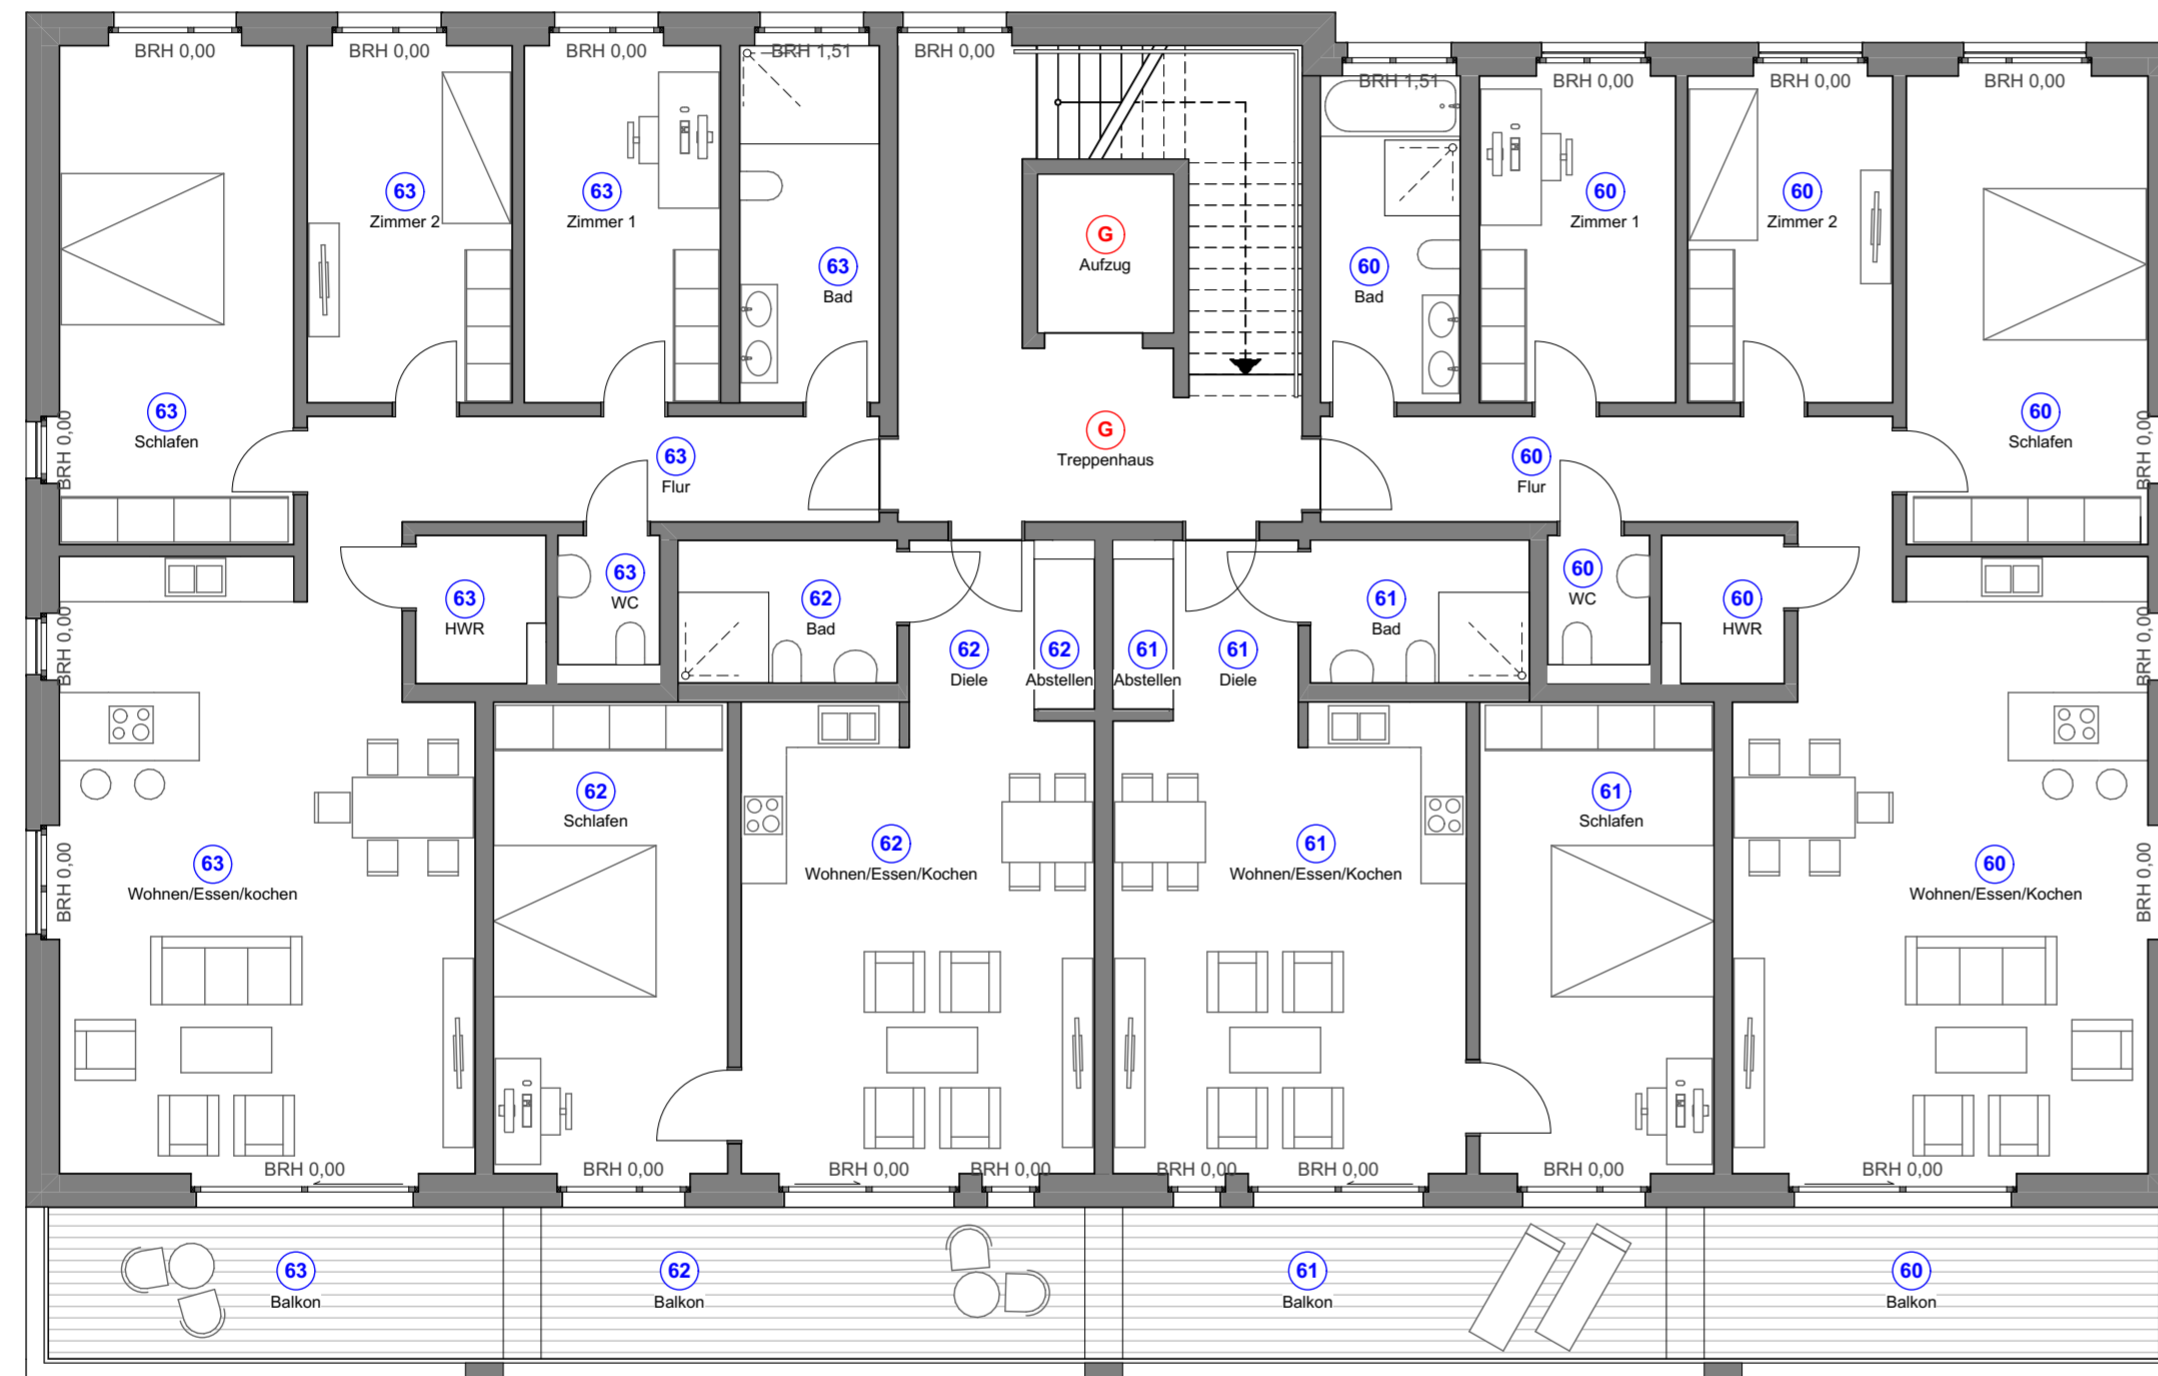 BRH 0,00
BRH 0,00
BRH 0,00
BRH 1,51
BRH 0,00
BRH 1,51
BRH 0,00
BRH 0,00
BRH 0,00
63
Zimmer 2
63
Zimmer 1
60
Zimmer 1
60
Zimmer 2
G
Aufzug
63
Bad
60
Bad
63
Schlafen
60
Schlafen
BRH 0,00
BRH 0,00
G
Treppenhaus
63
Flur
60
Flur
63
HWR
63
WC
62
Bad
61
Bad
60
WC
60
HWR
BRH 0,00
BRH 0,00
62
Diele
62
Abstellen
61
Abstellen
61
Diele
62
Schlafen
61
Schlafen
63
Wohnen/Essen/kochen
62
Wohnen/Essen/Kochen
61
Wohnen/Essen/Kochen
60
Wohnen/Essen/Kochen
BRH 0,00
BRH 0,00
BRH 0,00
BRH 0,00
BRH 0,00
BRH 0,00
BRH 0,00
BRH 0,00
BRH 0,00
BRH 0,00
63
Balkon
62
Balkon
61
Balkon
60
Balkon